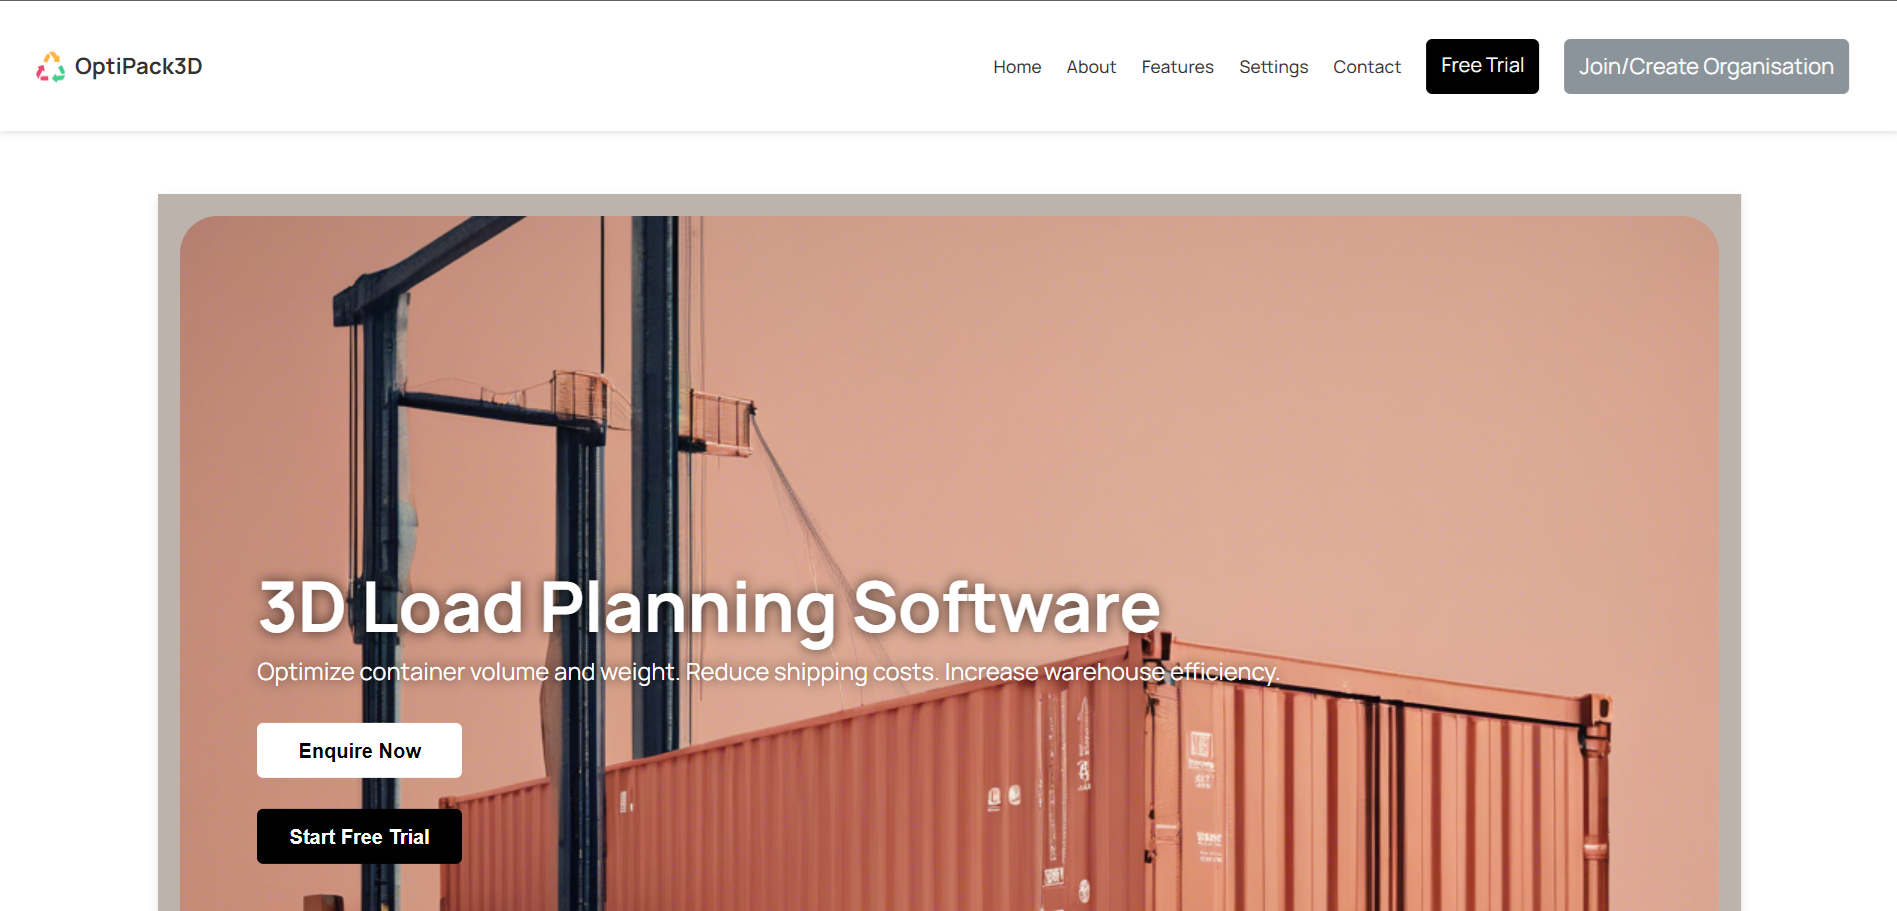 OptiPack3D
Home About Features Settings Contact Free Trial Join/Create Organisation
3D Load Planning Software
Optimize container volume and weight. Reduce shipping costs. Increase warehouse efficiency.
Enquire Now
Start Free Trial